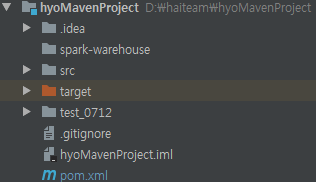 hyoMavenProject D:₩haiteam₩hyoMavenProject
.idea
spark-warehouse
src
target
test_0712
.gitignore
hyoMavenProject.iml
pom.xml